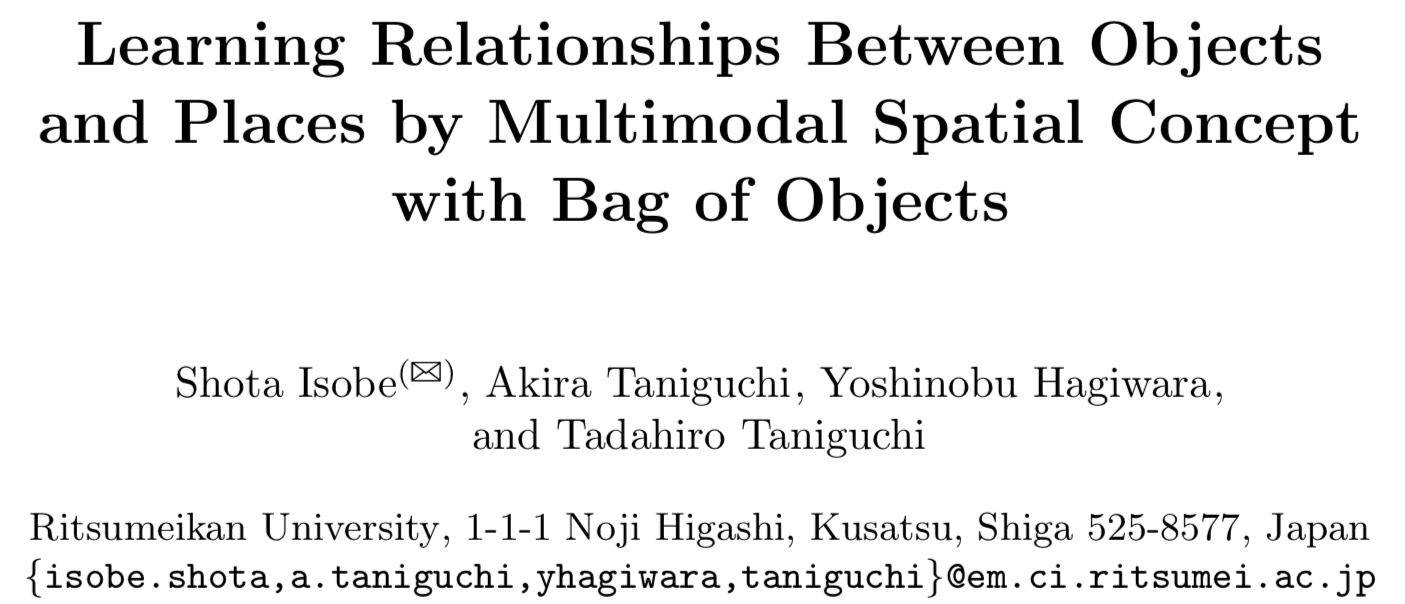 Learning Relationships Between Objects
and Places by Multimodal Spatial Concept
with Bag of Objects
Shota Isobe(✉), Akira Taniguchi, Yoshinobu Hagiwara,
and Tadahiro Taniguchi
Ritsumeikan University, 1-1-1 Noji Higashi, Kusatsu, Shiga 525-8577, Japan
{isobe.shota,a.taniguchi,yhagiwara,taniguchi}@em.ci.ritsumei.ac.jp